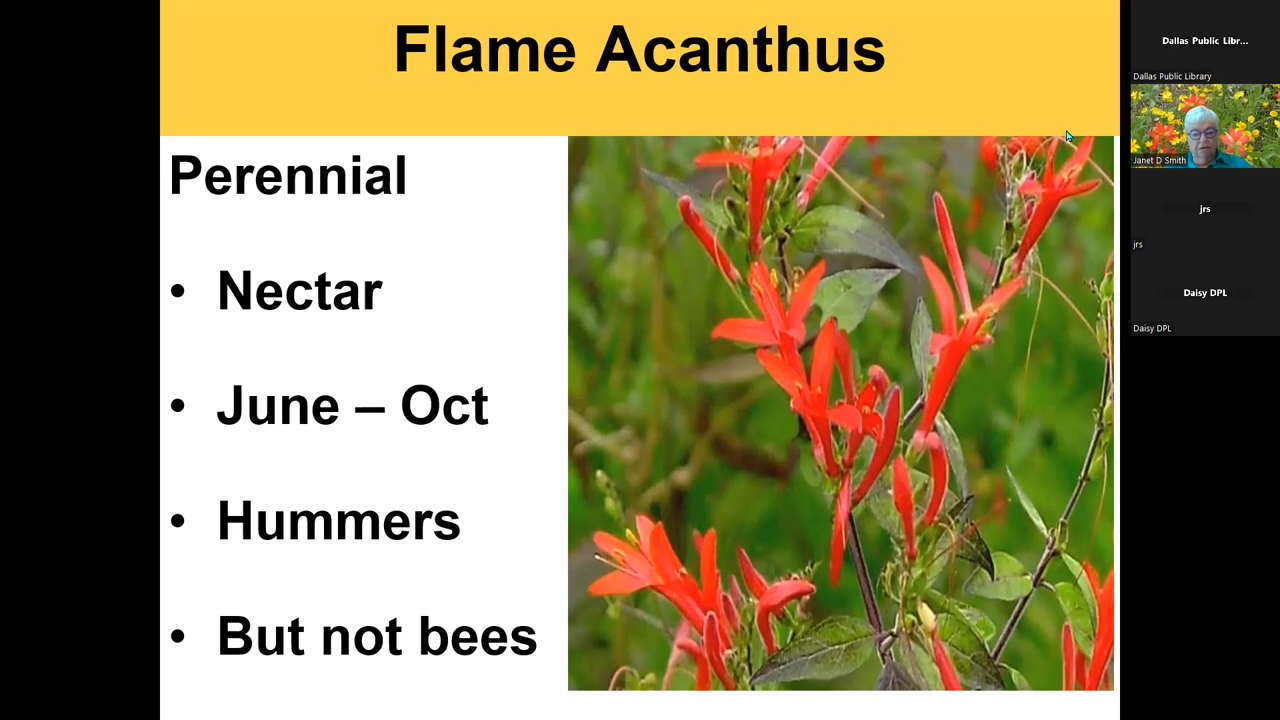 Flame Acanthus
Perennial
• Nectar
• June – Oct
• Hummers
• But not bees
Dallas Public Libr...
Dallas Public Library
Janet D Smith
jrs
jrs
Daisy DPL
Daisy DPL